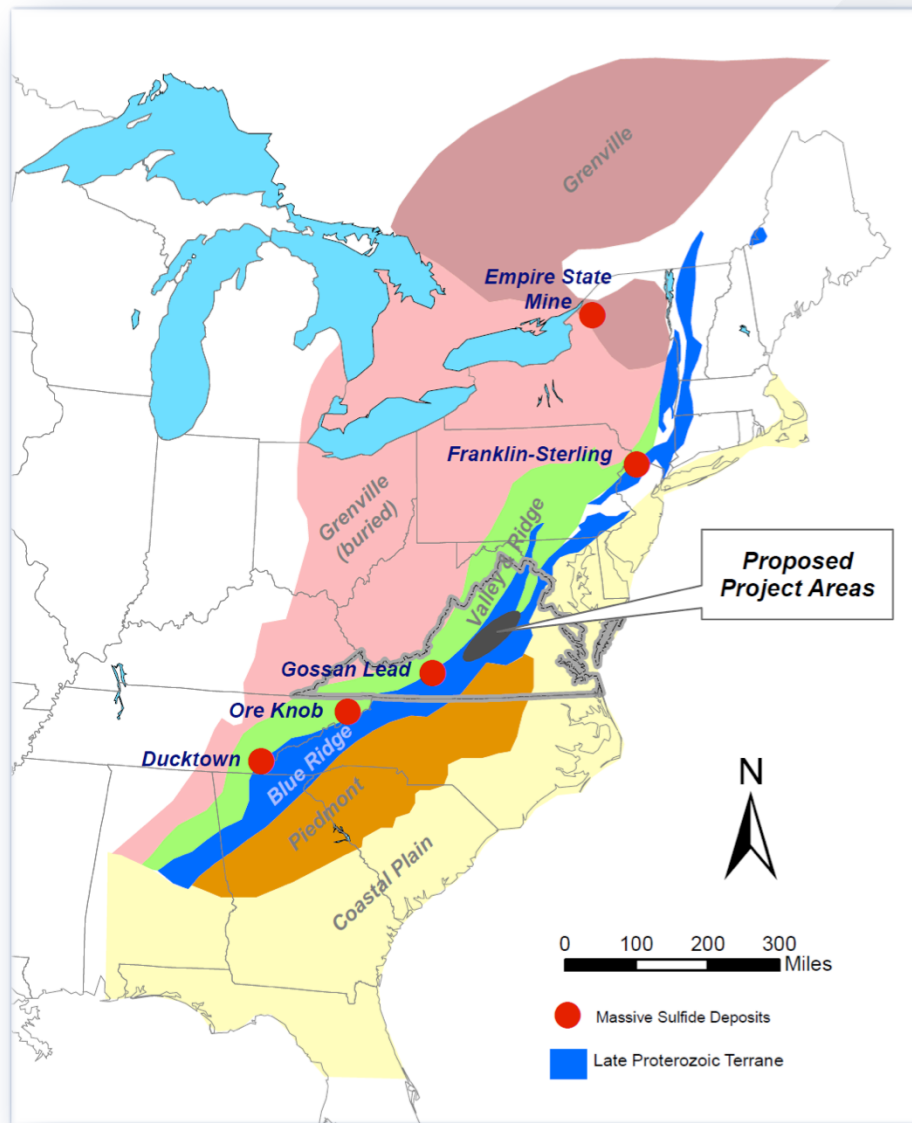 Grenville
Empire State
Mine
Franklin-Sterling
Grenville
(buried)
Valley & Ridge
Proposed
Project Areas
Gossan Lead
Ore Knob
Ducktown
Blue Ridge
Piedmont
Coastal Plain
N
0 100 200 300
Miles
Massive Sulfide Deposits
Late Proterozoic Terrane